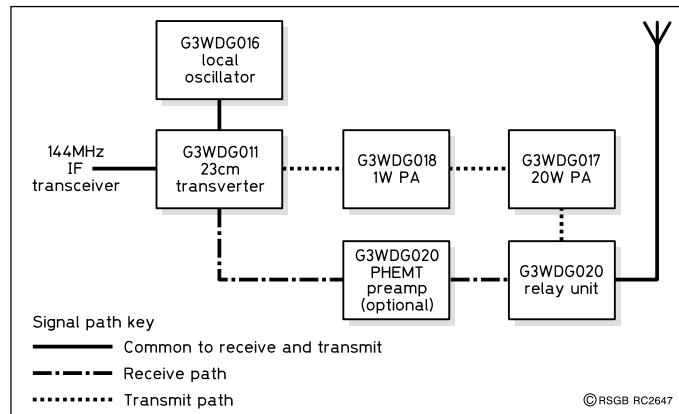 G3WDG016
local
oscillator
144MHz
IF
transceiver
G3WDG011
23cm
transverter
G3WDG018
1W PA
G3WDG017
20W PA
G3WDG020
PHEMT
preamp
(optional)
G3WDG020
relay unit
Signal path key
Common to receive and transmit
Receive path
Transmit path
©RSGB RC2647